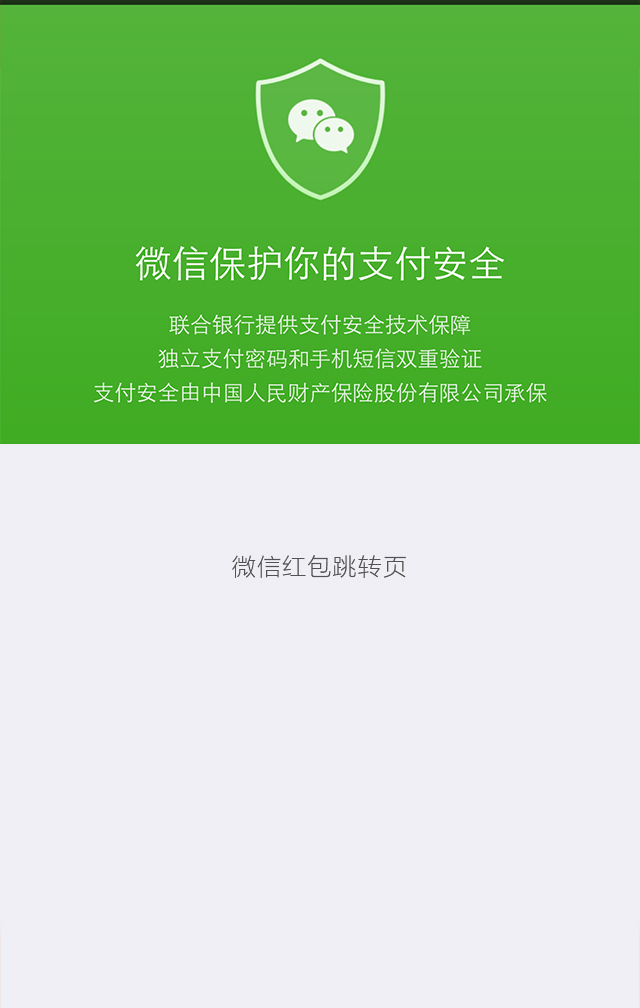 微信保护你的支付安全
联合银行提供支付安全技术保障
独立支付密码和手机短信双重验证
支付安全由中国人民财产保险股份有限公司承保
微信红包跳转页